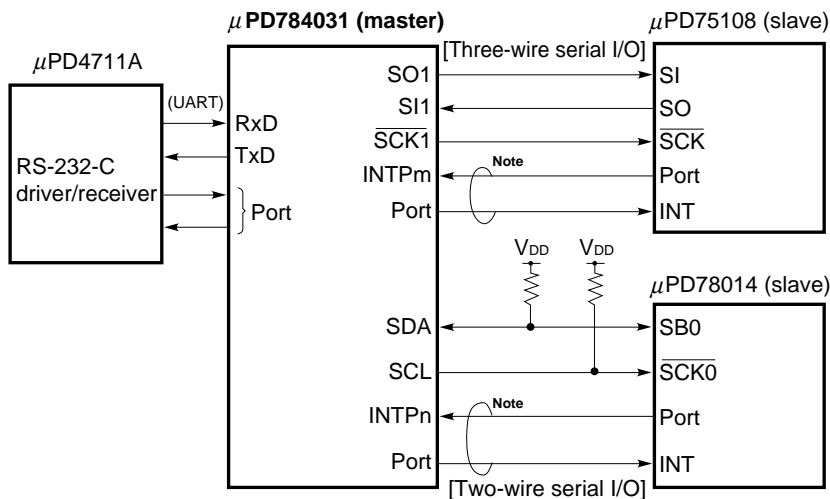 μPD784031 (master)
μPD75108 (slave)
[Three-wire serial I/O]
μPD4711A
(UART)
RS-232-C
driver/receiver
RxD
TxD
Port
SO1
SI1
SCK1
INTPm
Port
Note
SI
SO
SCK
Port
INT
VDD
VDD
μPD78014 (slave)
SDA
SCL
INTPn
Port
Note
SB0
SCK0
Port
INT
[Two-wire serial I/O]